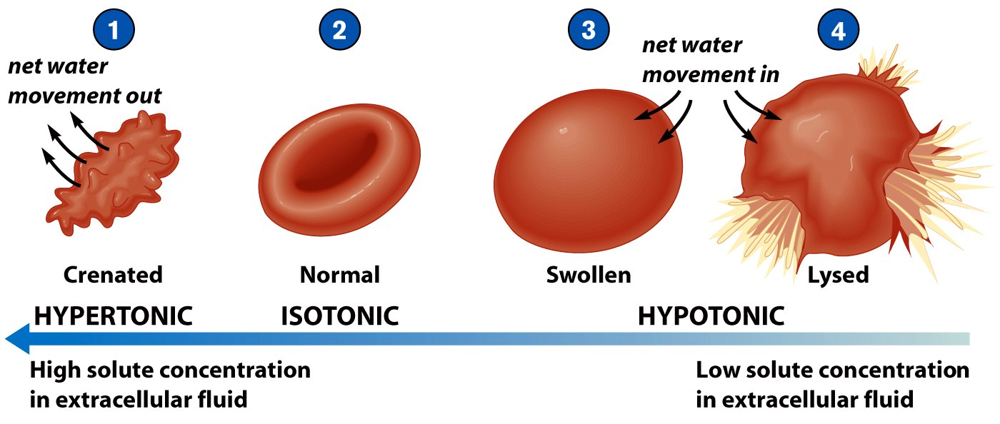 1
2
3
4
net water
movement out
net water
movement in
Crenated
Normal
Swollen
Lysed
HYPERTONIC
ISOTONIC
HYPOTONIC
High solute concentration
in extracellular fluid
Low solute concentration
in extracellular fluid